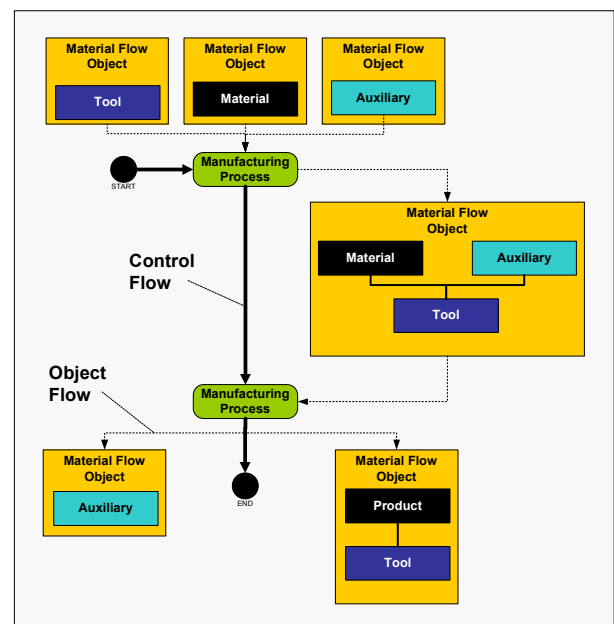 Material Flow
Object
Tool
Material Flow
Object
Material
Material Flow
Object
Auxiliary
START
Manufacturing
Process
Material Flow
Object
Material
Auxiliary
Tool
Control
Flow
Object
Flow
Manufacturing
Process
Material Flow
Object
Auxiliary
END
Material Flow
Object
Product
Tool